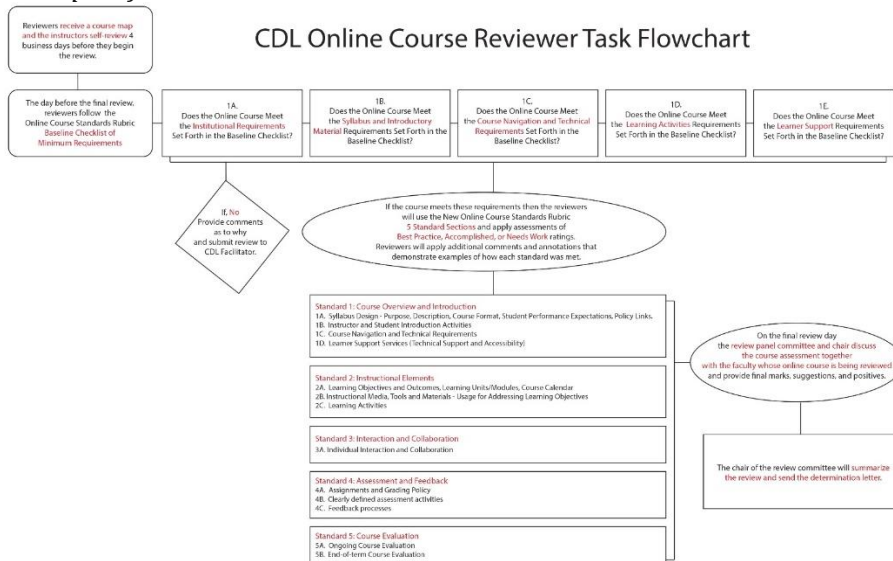 CDL Online Course Reviewer Task Flowchart
Reviewers receive a course map
and the instructors self-review 4
business days before they begin
the review.
The day before the final review,
reviewers follow the
Online Course Standards Rubric
Baseline Checklist of
Minimum Requirements
1A.
Does the Online Course Meet
the Institutional Requirements
Set Forth in the Baseline Checklist?
1B.
Does the Online Course Meet
the Syllabus and Introductory
Material Requirements Set Forth in the
Baseline Checklist?
1C.
Does the Online Course Meet
the Course Navigation and Technical
Requirements Set Forth in the
Baseline Checklist?
1D.
Does the Online Course Meet
the Learning Activities Requirements
Set Forth in the Baseline Checklist?
1E.
Does the Online Course Meet
the Learner Support Requirements
Set Forth in the Baseline Checklist?
If, No
Provide comments
as to why
and submit review to
CDL Facilitator.
If the course meets these requirements then the reviewers
will use the New Online Course Standards Rubric
5 Standard Sections and apply assessments of
Best Practice, Accomplished, or Needs Work ratings.
Reviewers will apply additional comments and annotations that
demonstrate examples of how each standard was met.
Standard 1: Course Overview and Introduction
1A. Syllabus Design - Purpose, Description, Course Format, Student Performance Expectations, Policy Links.
1B. Instructor and Student Introduction Activities
1C. Course Navigation and Technical Requirements
1D. Learner Support Services (Technical Support and Accessibility)
Standard 2: Instructional Elements
2A. Learning Objectives and Outcomes, Learning Units/Modules, Course Calendar
2B. Instructional Media, Tools and Materials - Usage for Addressing Learning Objectives
2C. Learning Activities
Standard 3: Interaction and Collaboration
3A. Individual Interaction and Collaboration
Standard 4: Assessment and Feedback
4A. Assignments and Grading Policy
4B. Clearly defined assessment activities
4C. Feedback processes
Standard 5: Course Evaluation
5A. Ongoing Course Evaluation
5B. End-of-term Course Evaluation
On the final review day
the review panel committee and chair discuss
the course assessment together
with the faculty whose online course is being reviewed
and provide final marks, suggestions, and positives.
The chair of the review committee will summarize
the review and send the determination letter.